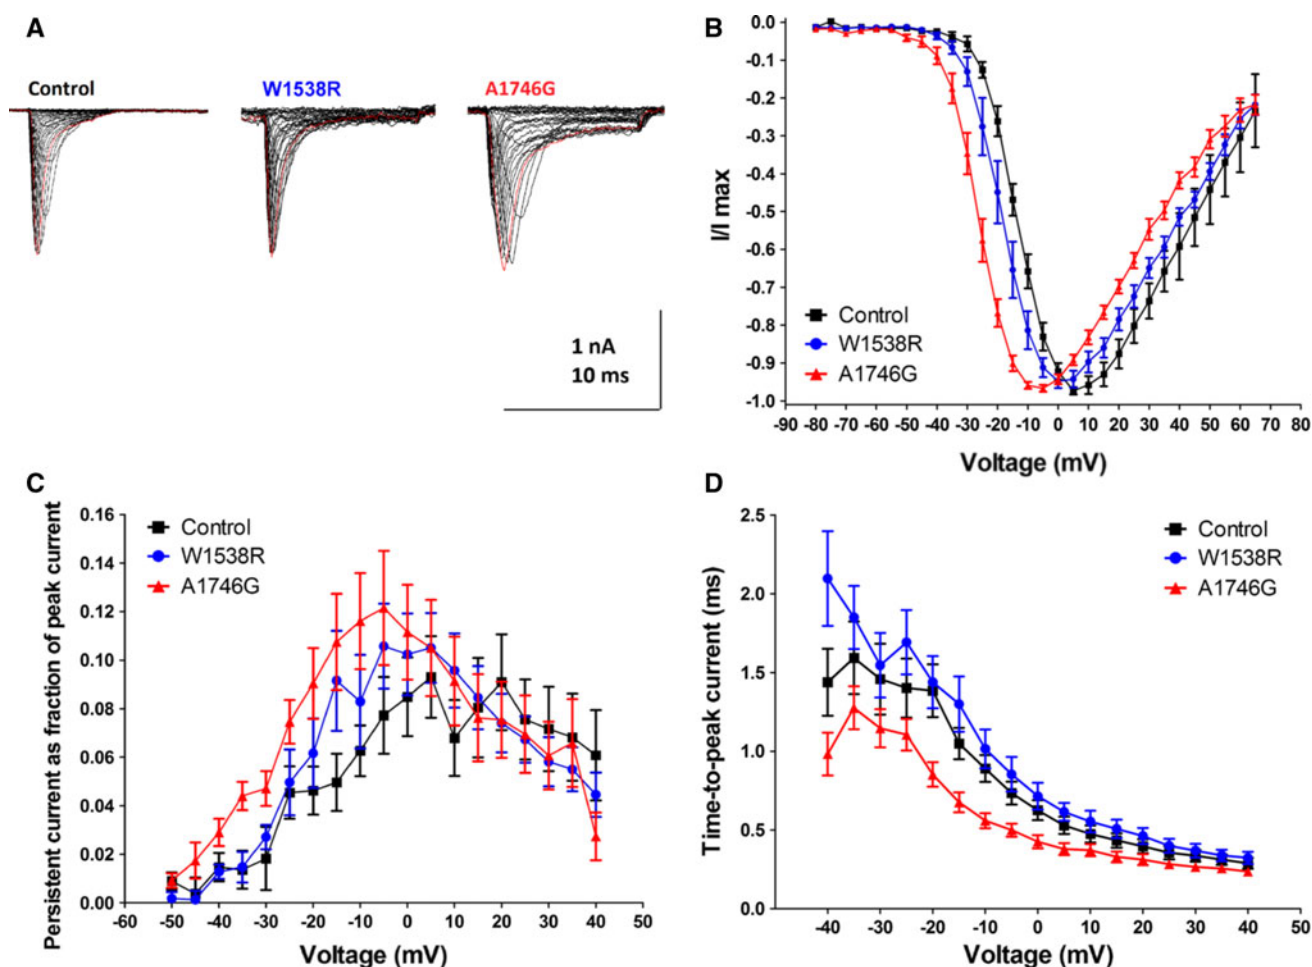 A
Control
W1538R
A1746G
1 nA
10 ms
B
0.0
-0.1
-0.2
-0.3
-0.4
-0.5
-0.6
-0.7
-0.8
-0.9
-1.0
I/I max
Control
W1538R
A1746G
-90 -80 -70 -60 -50 -40 -30 -20 -10 0 10 20 30 40 50 60 70 80
Voltage (mV)
C
Persistent current as fraction of peak current
0.16
0.14
0.12
0.10
0.08
0.06
0.04
0.02
0.00
Control
W1538R
A1746G
-60 -50 -40 -30 -20 -10 0 10 20 30 40 50
Voltage (mV)
D
Time-to-peak current (ms)
2.5
2.0
1.5
1.0
0.5
0.0
Control
W1538R
A1746G
-40 -30 -20 -10 0 10 20 30 40 50
Voltage (mV)